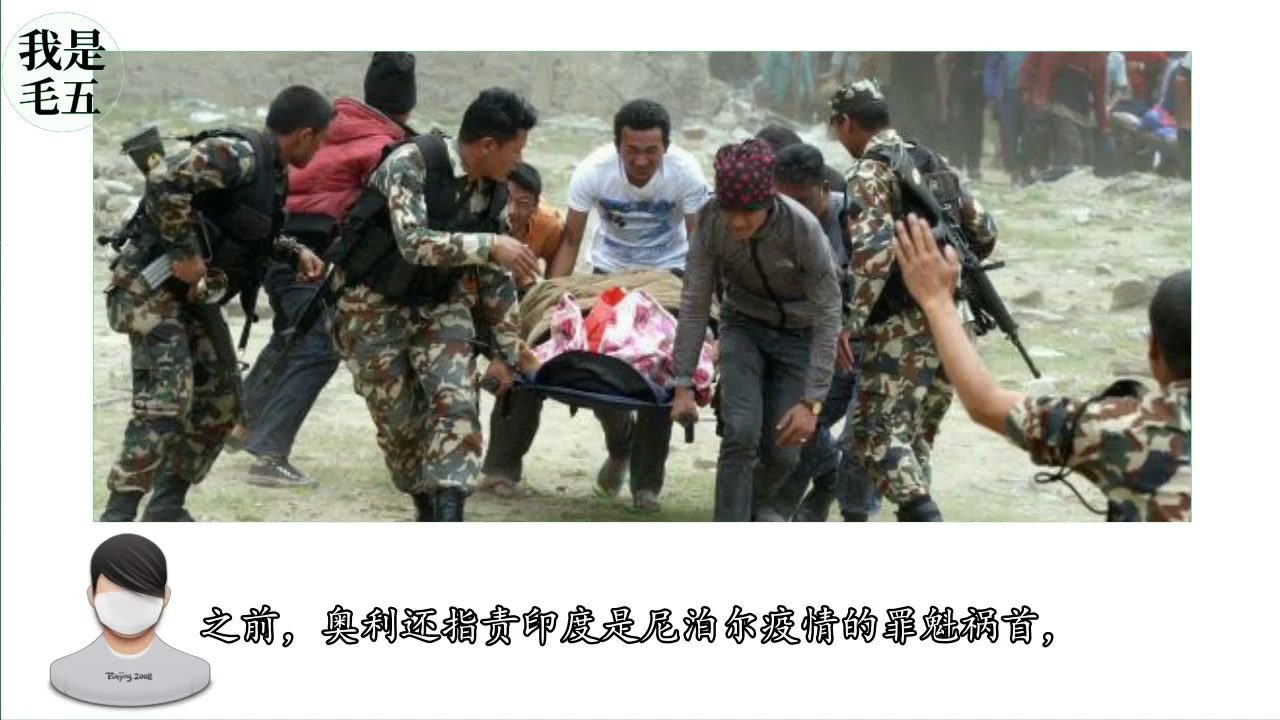 我是
毛五
之前，奥利还指责印度是尼泊尔疫情的罪魁祸首，